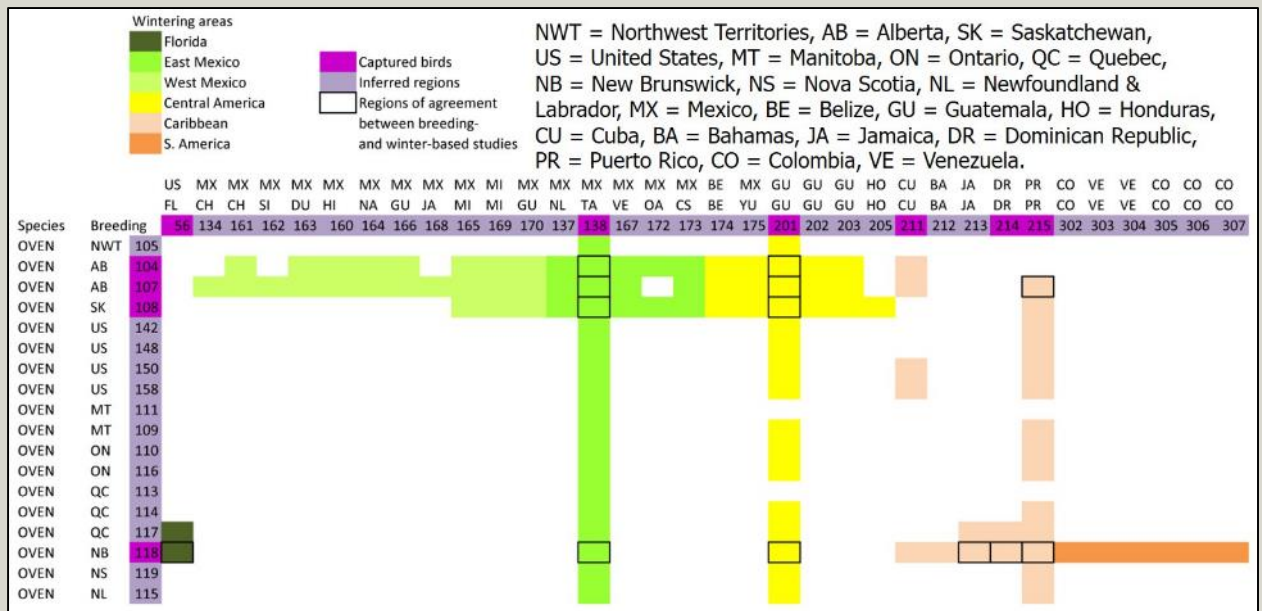 Wintering areas
Florida
East Mexico
West Mexico
Central America
Caribbean
S. America
Captured birds
Inferred regions
Regions of agreement
between breeding-
and winter-based studies
NWT = Northwest Territories, AB = Alberta, SK = Saskatchewan,
US = United States, MT = Manitoba, ON = Ontario, QC = Quebec,
NB = New Brunswick, NS = Nova Scotia, NL = Newfoundland &
Labrador, MX = Mexico, BE = Belize, GU = Guatemala, HO = Honduras,
CU = Cuba, BA = Bahamas, JA = Jamaica, DR = Dominican Republic,
PR = Puerto Rico, CO = Colombia, VE = Venezuela.
US MX MX MX MX MX MX MX MX MX MI MX MX MX MX MX MX BE MX GU GU GU HO CU BA JA DR PR CO VE VE CO CO CO
FL CH CH SI DU HI NA GU JA MI MI GU NL TA VE OA CS BE YU GU GU GU HO CU BA JA DR PR CO VE VE CO CO CO
Species Breeding 56 134 161 162 163 160 164 166 168 165 169 170 137 138 167 172 173 174 175 201 202 203 205 211 212 213 214 215 302 303 304 305 306 307
OVEN NWT 105
OVEN AB 104
OVEN AB 107
OVEN SK 108
OVEN US 142
OVEN US 148
OVEN US 150
OVEN US 158
OVEN MT 111
OVEN MT 109
OVEN ON 110
OVEN ON 116
OVEN QC 113
OVEN QC 114
OVEN QC 117
OVEN NB 118
OVEN NS 119
OVEN NL 115